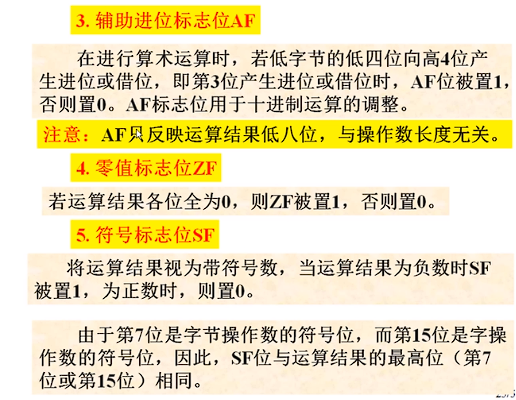 3. 辅助进位标志位AF
在进行算术运算时，若低字节的低四位向高4位产
生进位或借位，即第3位产生进位或借位时，AF位被置1，
否则置0。AF标志位用于十进制运算的调整。
注意：AF只反映运算结果低八位，与操作数长度无关。
4. 零值标志位ZF
若运算结果各位全为0，则ZF被置1，否则置0。
5. 符号标志位SF
将运算结果视为带符号数，当运算结果为负数时SF
被置1，为正数时，则置0。
由于第7位是字节操作数的符号位，而第15位是字操
作数的符号位，因此，SF位与运算结果的最高位（第7
位或第15位）相同。